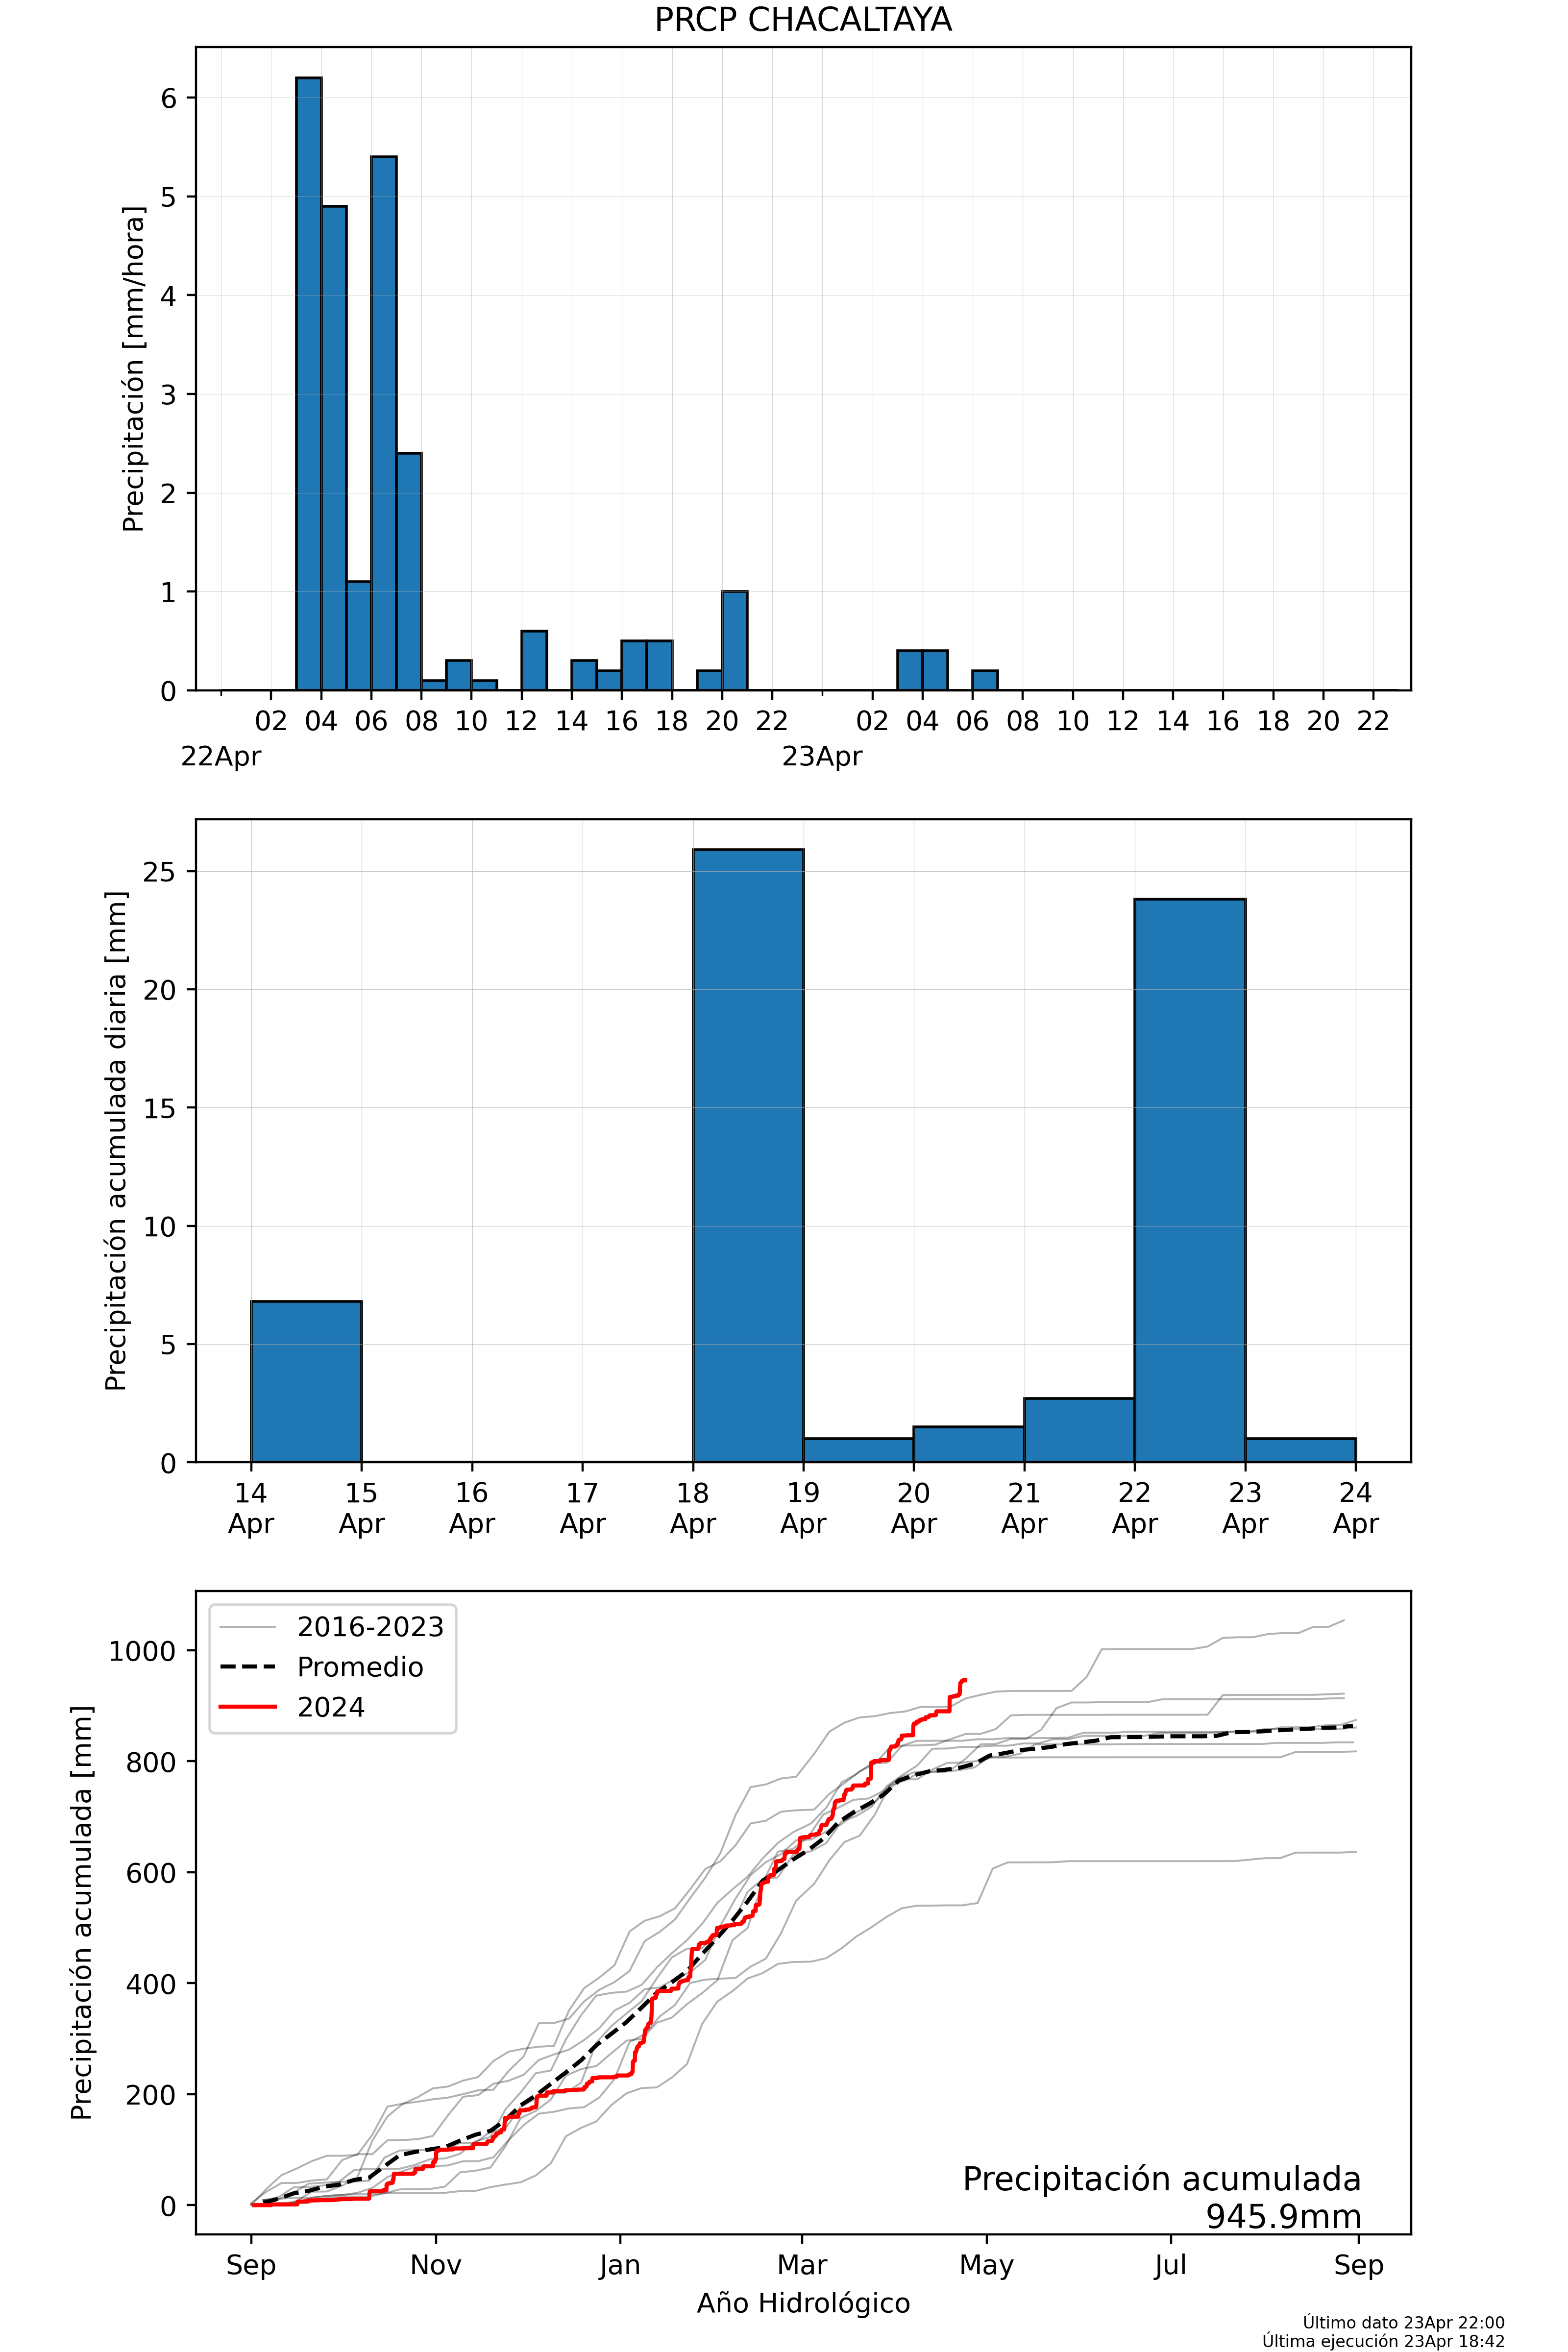 PRCP CHACALTAYA
Precipitación [mm/hora]
6
5
4
3
2
1
0
02 04 06 08 10 12 14 16 18 20 22 02 04 06 08 10 12 14 16 18 20 22
22Apr 23Apr
Precipitación acumulada diaria [mm]
25
20
15
10
5
0
14 15 16 17 18 19 20 21 22 23 24
Apr Apr Apr Apr Apr Apr Apr Apr Apr Apr Apr
Precipitación acumulada [mm]
1000
800
600
400
200
0
2016-2023
Promedio
2024
Precipitación acumulada
945.9mm
Sep Nov Jan Mar May Jul Sep
Año Hidrológico
Último dato 23Apr 22:00
Última ejecución 23Apr 18:42